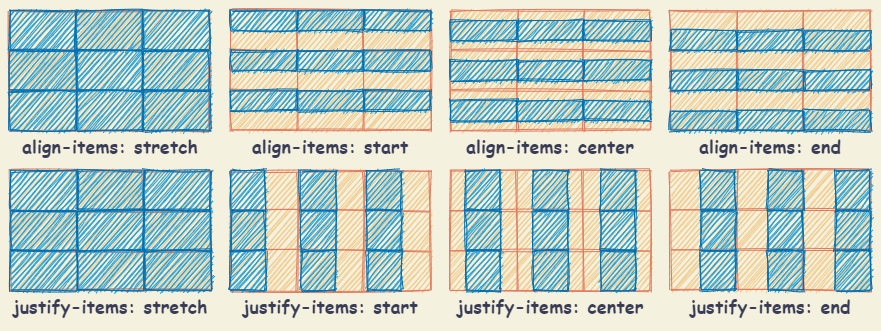 align-items: stretch
align-items: start
align-items: center
align-items: end
justify-items: stretch
justify-items: start
justify-items: center
justify-items: end